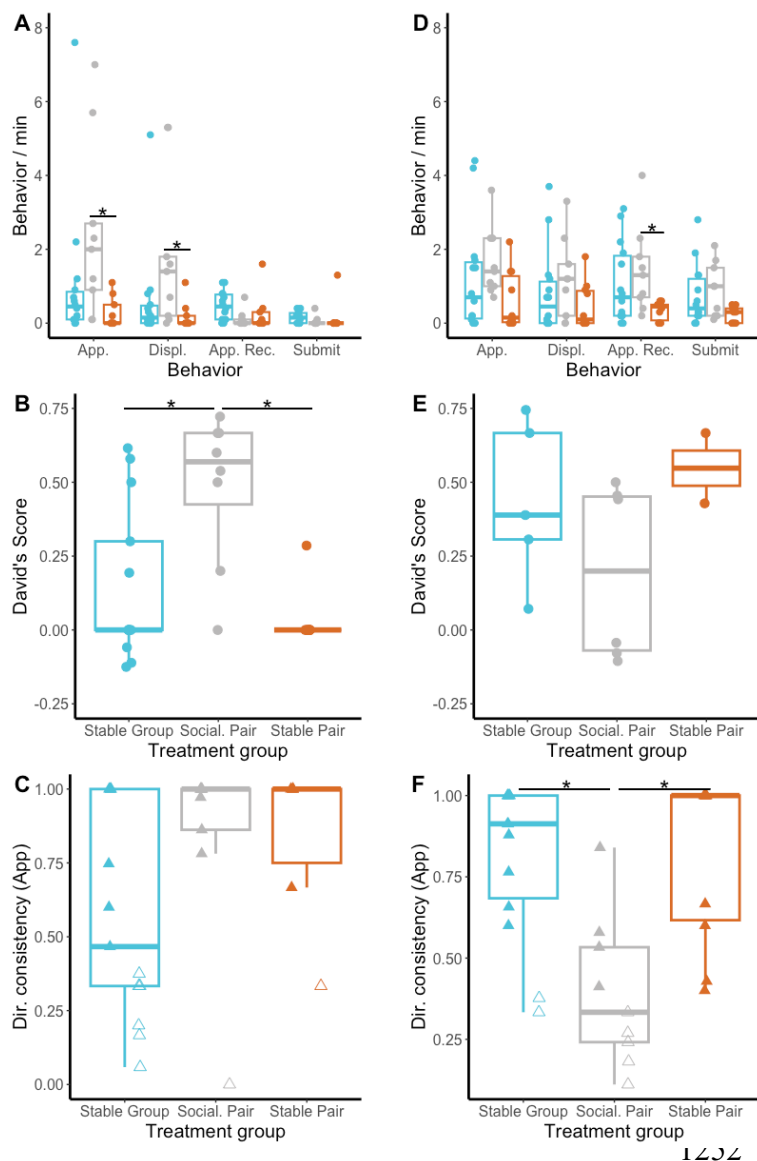 A
8
6
4
2
0
Behavior / min
*
*
App. Displ. App. Rec. Submit
Behavior
D
8
6
4
2
0
Behavior / min
*
App. Displ. App. Rec. Submit
Behavior
B
0.75
0.50
0.25
0.00
-0.25
David's Score
* *
Stable Group Social. Pair Stable Pair
Treatment group
E
0.75
0.50
0.25
0.00
-0.25
David's Score
Stable Group Social. Pair Stable Pair
Treatment group
C
1.00
0.75
0.50
0.25
0.00
Dir. consistency (App)
Stable Group Social. Pair Stable Pair
Treatment group
F
1.00
0.75
0.50
0.25
Dir. consistency (App)
* *
Stable Group Social. Pair Stable Pair
Treatment group